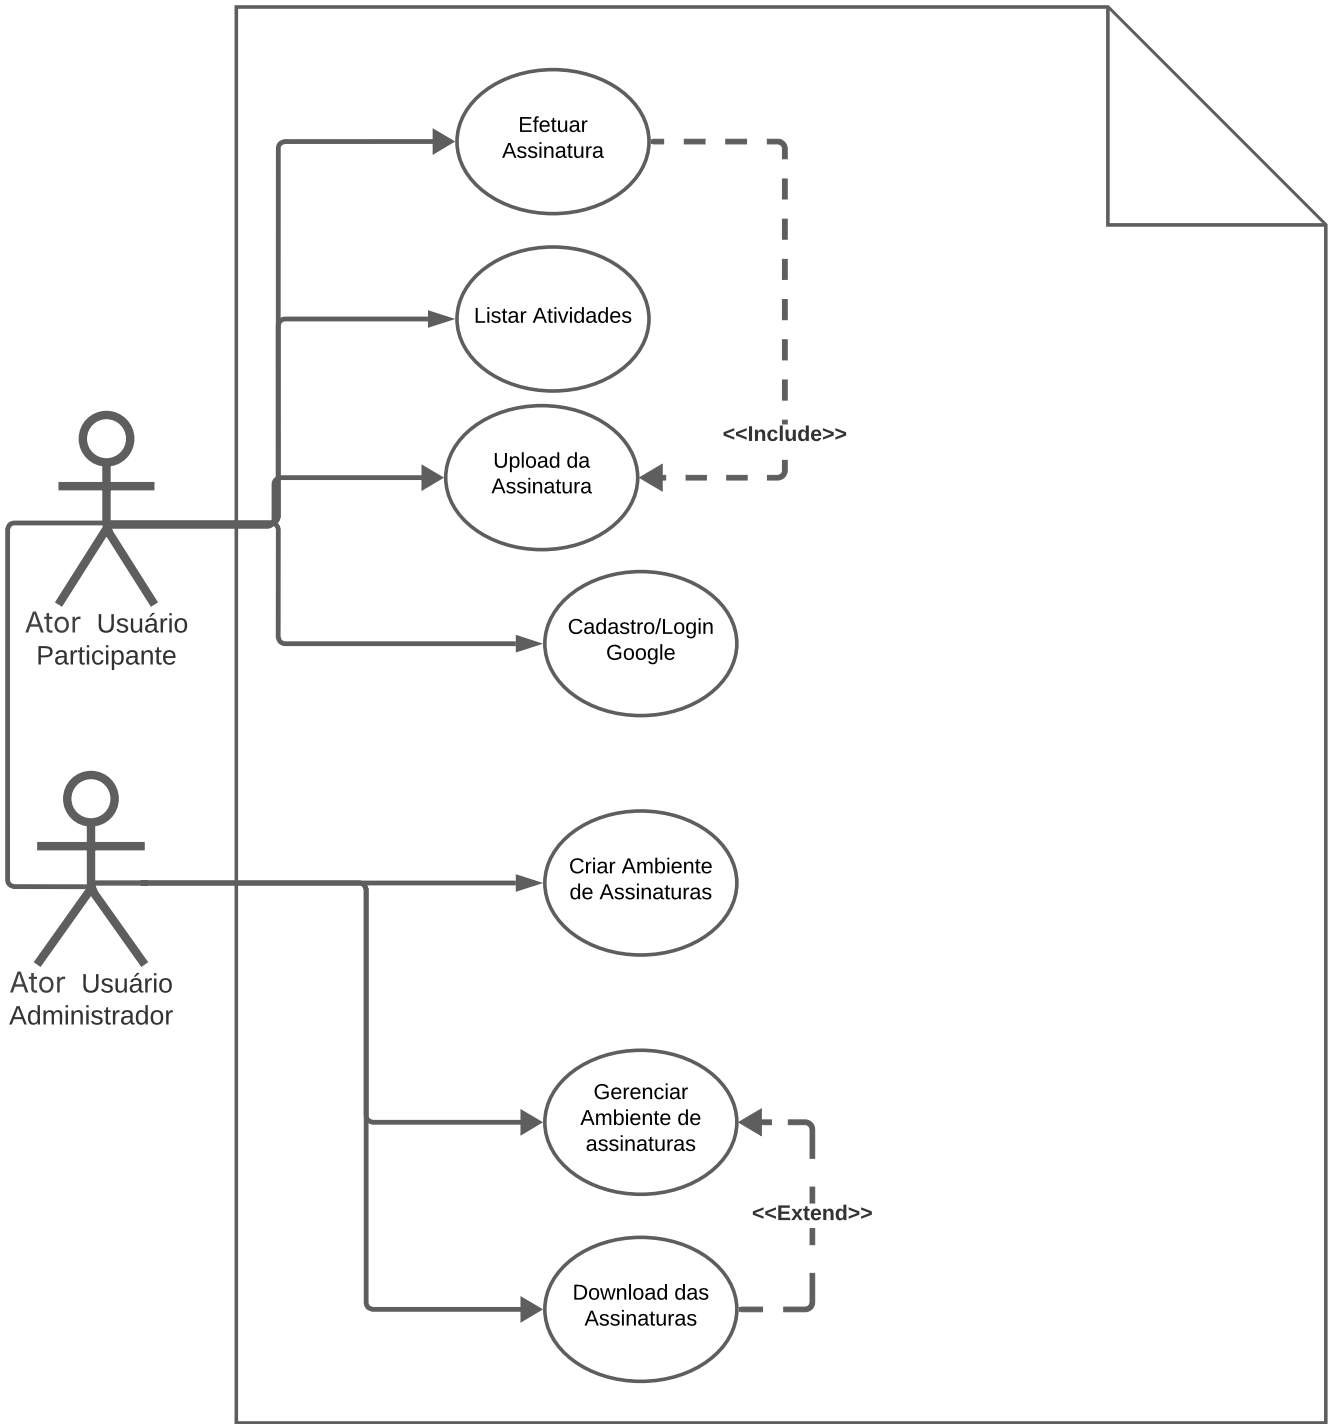 Efetuar
Assinatura
Listar Atividades
<<Include>>
Upload da
Assinatura
Ator Usuário
Participante
Cadastro/Login
Google
Criar Ambiente
de Assinaturas
Ator Usuário
Administrador
Gerenciar
Ambiente de
assinaturas
<<Extend>>
Download das
Assinaturas